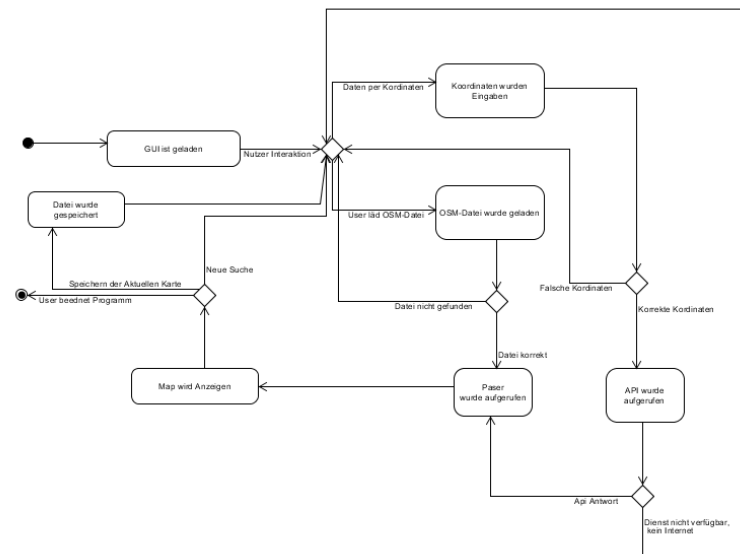 Daten per Kordinaten
Koordinaten wurden
Eingaben
GUI ist geladen
Nutzer Interaktion
Datei wurde
gespeichert
User läd OSM-Datei
OSM-Datei wurde geladen
Neue Suche
Speichern der Aktuellen Karte
User beednet Programm
Datei nicht gefunden
Falsche Kordinaten
Korrekte Kordinaten
Datei korrekt
Map wird Anzeigen
Paser
wurde aufgerufen
API wurde
aufgerufen
Api Antwort
Dienst nicht verfügbar,
kein Internet